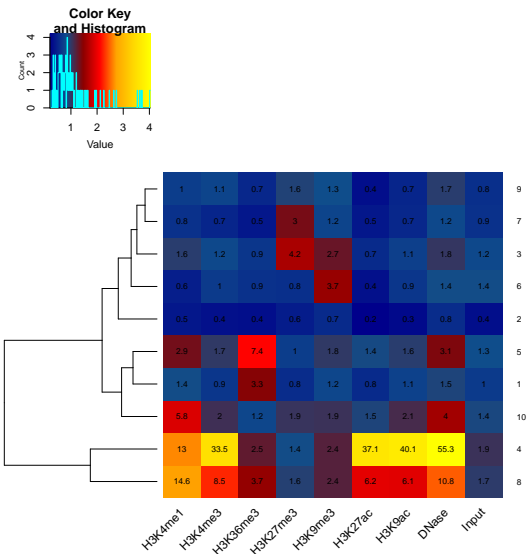 Color Key
and Histogram
Count
0 1 2 3 4
1 2 3 4
Value
1 1.1 0.7 1.6 1.3 0.4 0.7 1.7 0.8 9
0.8 0.7 0.5 3 1.2 0.5 0.7 1.2 0.9 7
1.6 1.2 0.9 4.2 2.7 0.7 1.1 1.8 1.2 3
0.6 1 0.9 0.8 3.7 0.4 0.9 1.4 1.4 6
0.5 0.4 0.4 0.6 0.7 0.3 0.8 0.4 2
2.9 1.7 7.4 1 1.8 1.4 1.6 3.1 1.3 5
1.4 0.9 3.3 0.8 1.2 0.8 1.1 1.5 1 1
5.8 2 1.2 1.9 1.9 1.5 2.1 4 1.4 10
13 33.5 2.5 1.4 2.4 37.1 40.1 55.3 1.9 4
14.6 8.5 3.7 1.6 2.4 6.2 6.1 10.8 1.7 8
H3K4me1 H3K4me3 H3K36me3 H3K27me3 H3K9me3 H3K27ac H3K9ac DNase Input